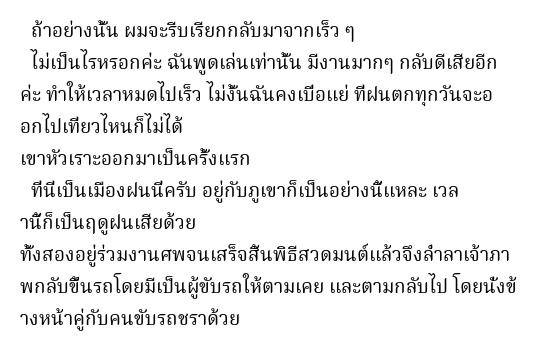 ถ้าอย่างนั้น ผมจะรีบเรียกกลับมาจากเร็ว ๆ
ไม่เป็นไรหรอกค่ะ ฉันพูดเล่นเท่านั้น มีงานมากๆ กลับดีเสียอีก
ค่ะ ทำให้เวลาหมดไปเร็ว ไม่งั้นฉันคงเบื่อแย่ ที่ฝนตกทุกวันจะอ
อกไปเที่ยวไหนก็ไม่ได้
เขาหัวเราะออกมาเป็นครั้งแรก
ที่นี่เป็นเมืองฝนนี่ครับ อยู่กับภูเขาก็เป็นอย่างนี้แหละ เวล
านี้ก็เป็นฤดูฝนเสียด้วย
ทั้งสองอยู่ร่วมงานศพจนเสร็จสิ้นพิธีสวดมนต์แล้วจึงลำลาเจ้าภา
พกลับขึ้นรถโดยมีเป็นผู้ขับรถให้ตามเคย และตามกลับไป โดยนั่งข้
างหน้าคู่กับคนขับรถชราด้วย